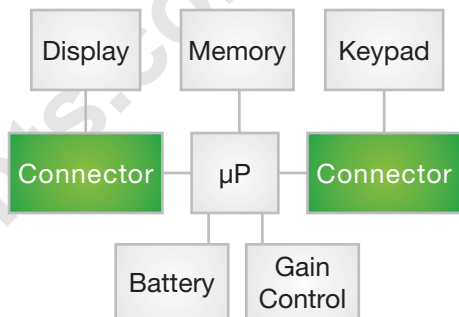 Display
Memory
Keypad
Connector
µP
Connector
Battery
Gain
Control